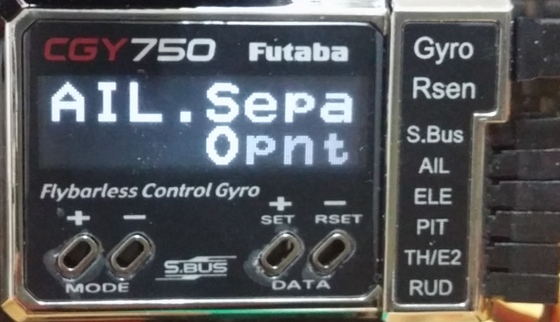 CGY750 Futaba
AIL.Sepa
Opnt
Flybarless Control Gyro
+ − + −
SET RSET
MODE S.BUS DATA
Gyro
Rsen
S.Bus
AIL
ELE
PIT
TH/E2
RUD